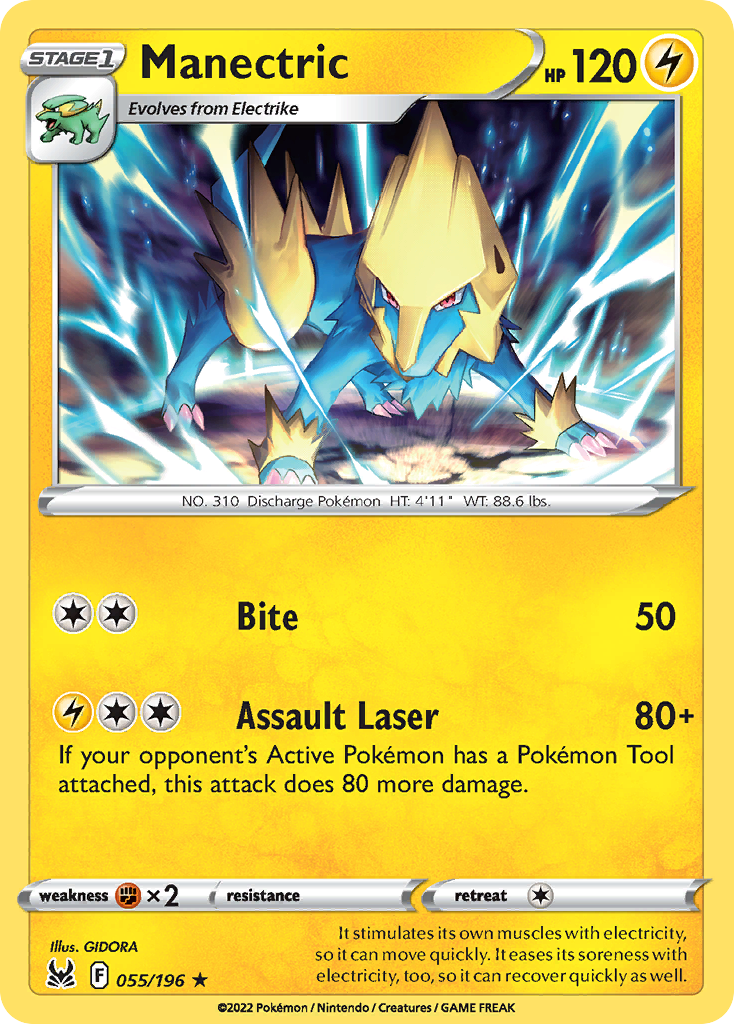 STAGE1
Manectric
HP 120
Evolves from Electrike
NO. 310 Discharge Pokémon HT: 4'11" WT: 88.6 lbs.
Bite 50
Assault Laser 80+
If your opponent's Active Pokémon has a Pokémon Tool
attached, this attack does 80 more damage.
weakness ×2 resistance retreat
It stimulates its own muscles with electricity,
so it can move quickly. It eases its soreness with
electricity, too, so it can recover quickly as well.
Illus. GIDORA
F 055/196 ★
©2022 Pokémon / Nintendo / Creatures / GAME FREAK